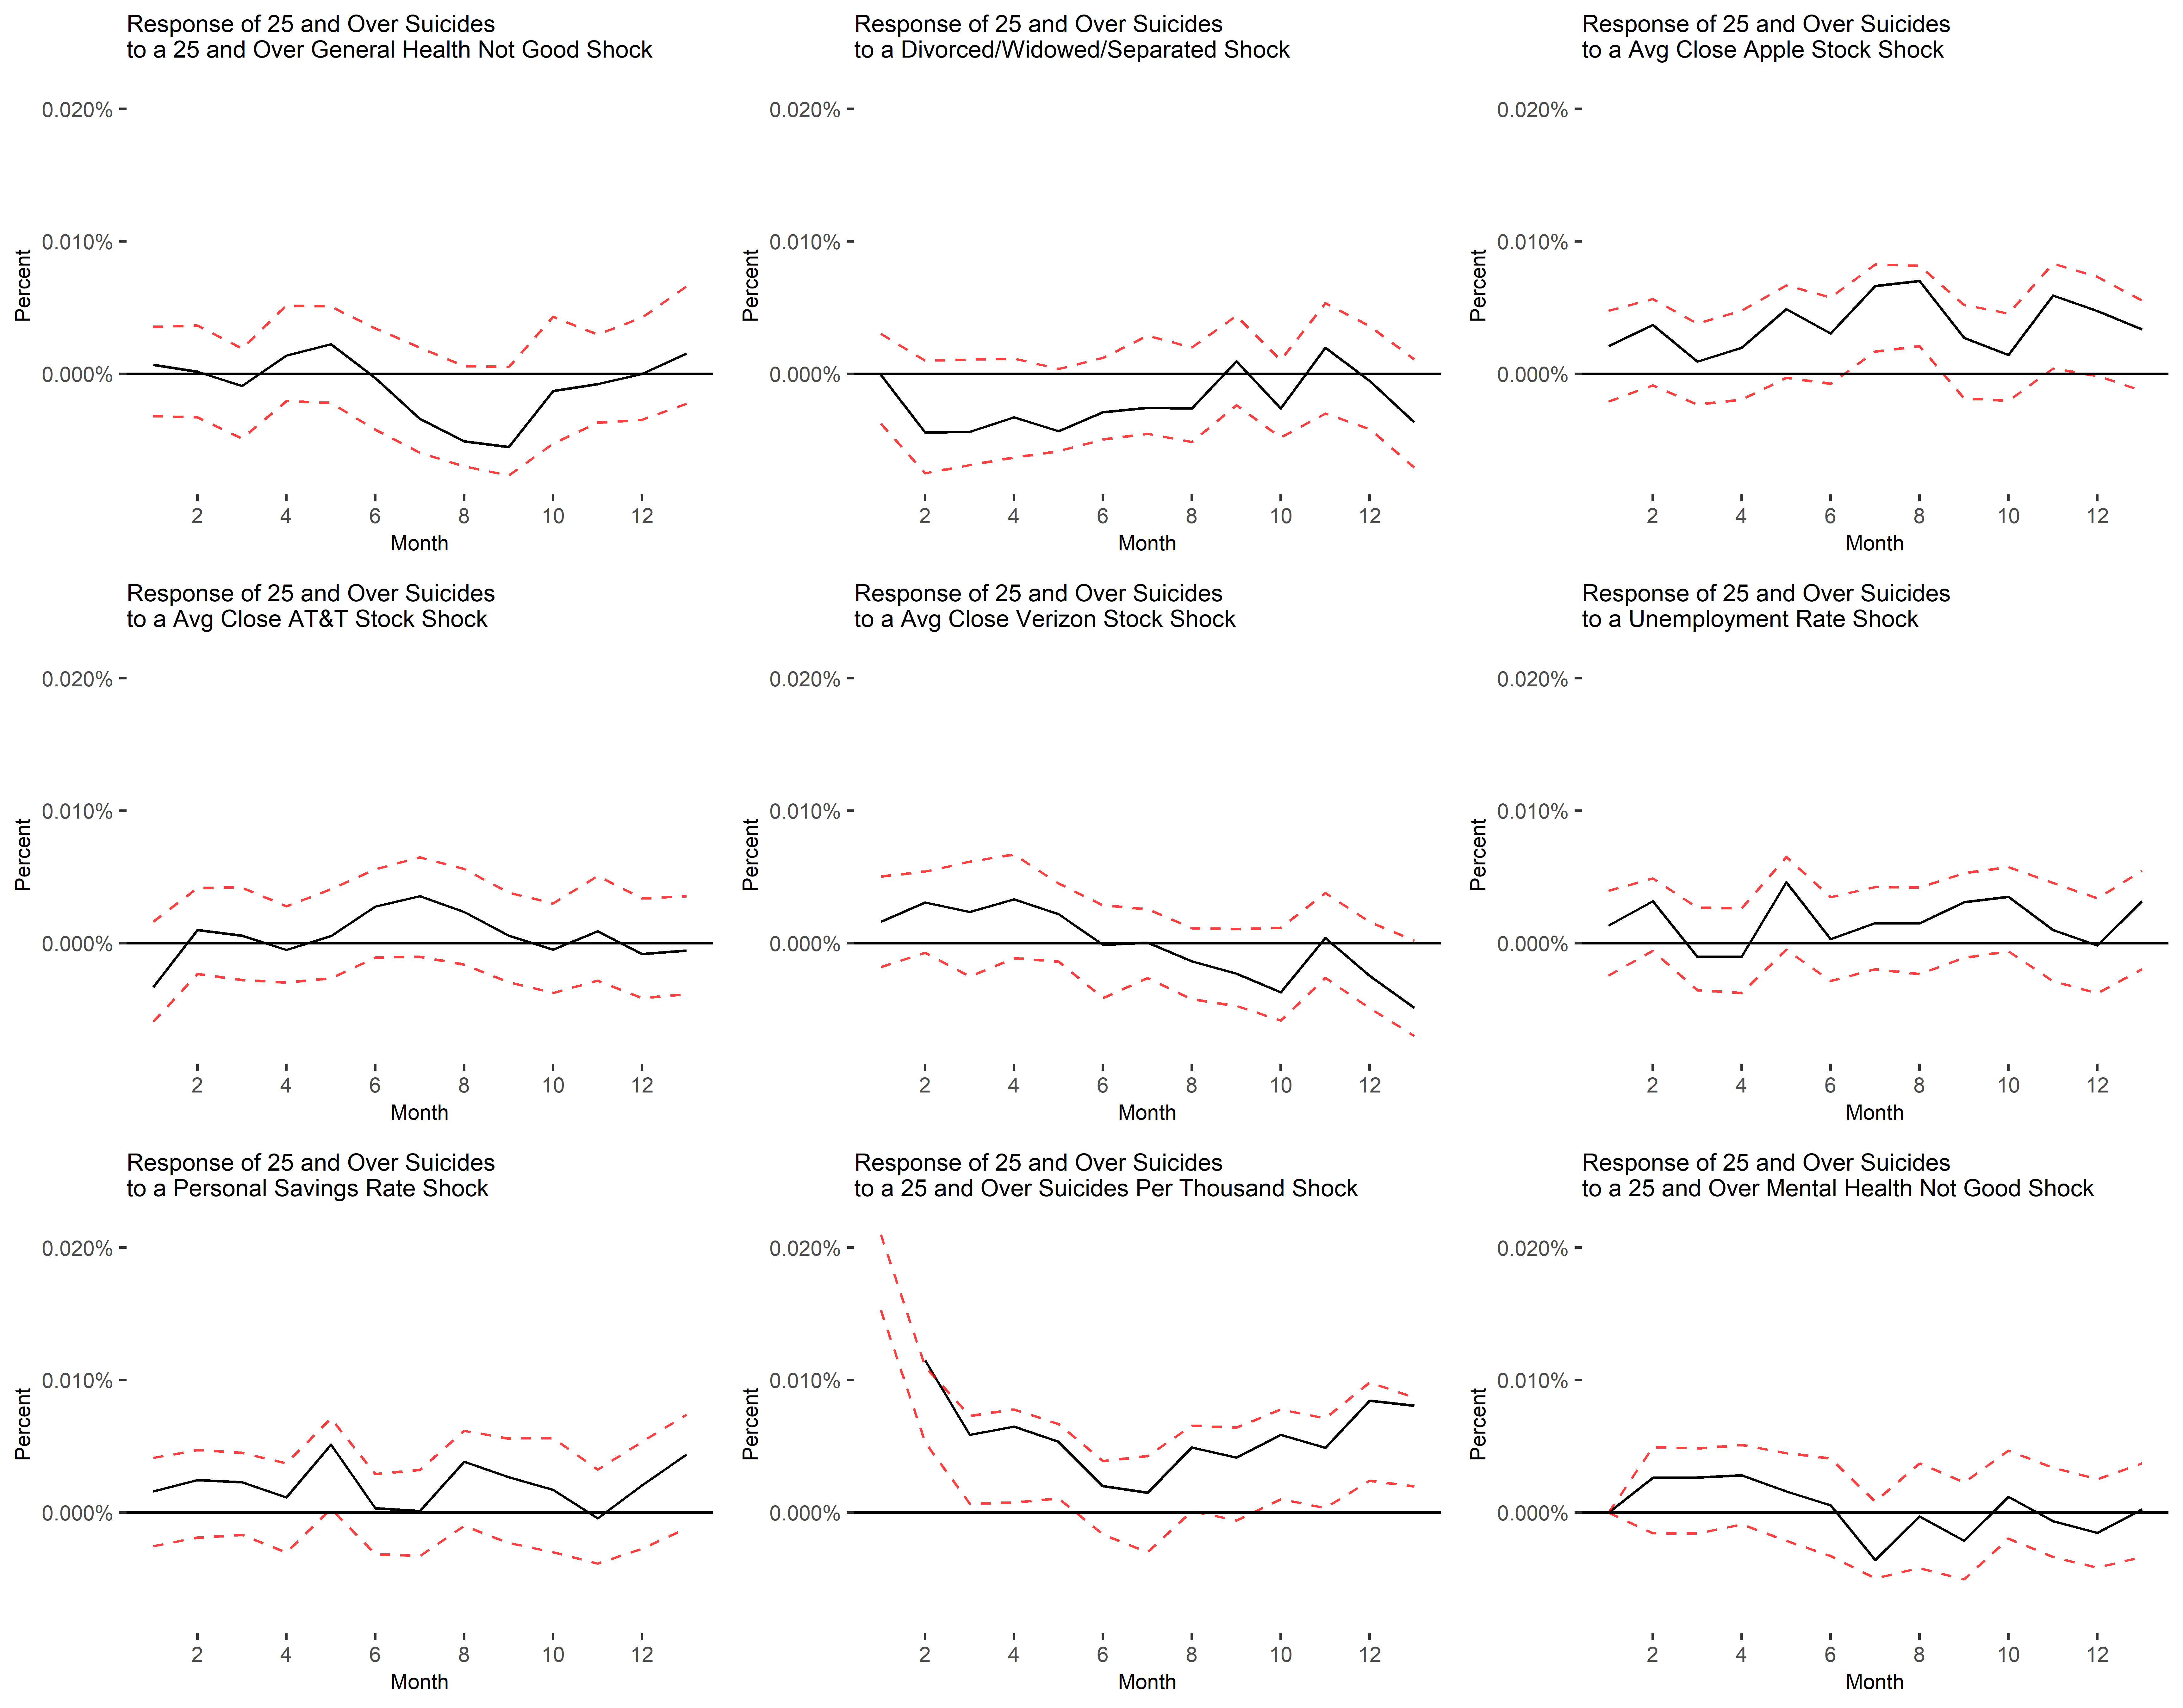 Response of 25 and Over Suicides
to a 25 and Over General Health Not Good Shock
0.020%
0.010%
0.000%
Percent
2 4 6 8 10 12
Month
Response of 25 and Over Suicides
to a Divorced/Widowed/Separated Shock
0.020%
0.010%
0.000%
Percent
2 4 6 8 10 12
Month
Response of 25 and Over Suicides
to a Avg Close Apple Stock Shock
0.020%
0.010%
0.000%
Percent
2 4 6 8 10 12
Month
Response of 25 and Over Suicides
to a Avg Close AT&T Stock Shock
0.020%
0.010%
0.000%
Percent
2 4 6 8 10 12
Month
Response of 25 and Over Suicides
to a Avg Close Verizon Stock Shock
0.020%
0.010%
0.000%
Percent
2 4 6 8 10 12
Month
Response of 25 and Over Suicides
to a Unemployment Rate Shock
0.020%
0.010%
0.000%
Percent
2 4 6 8 10 12
Month
Response of 25 and Over Suicides
to a Personal Savings Rate Shock
0.020%
0.010%
0.000%
Percent
2 4 6 8 10 12
Month
Response of 25 and Over Suicides
to a 25 and Over Suicides Per Thousand Shock
0.020%
0.010%
0.000%
Percent
2 4 6 8 10 12
Month
Response of 25 and Over Suicides
to a 25 and Over Mental Health Not Good Shock
0.020%
0.010%
0.000%
Percent
2 4 6 8 10 12
Month